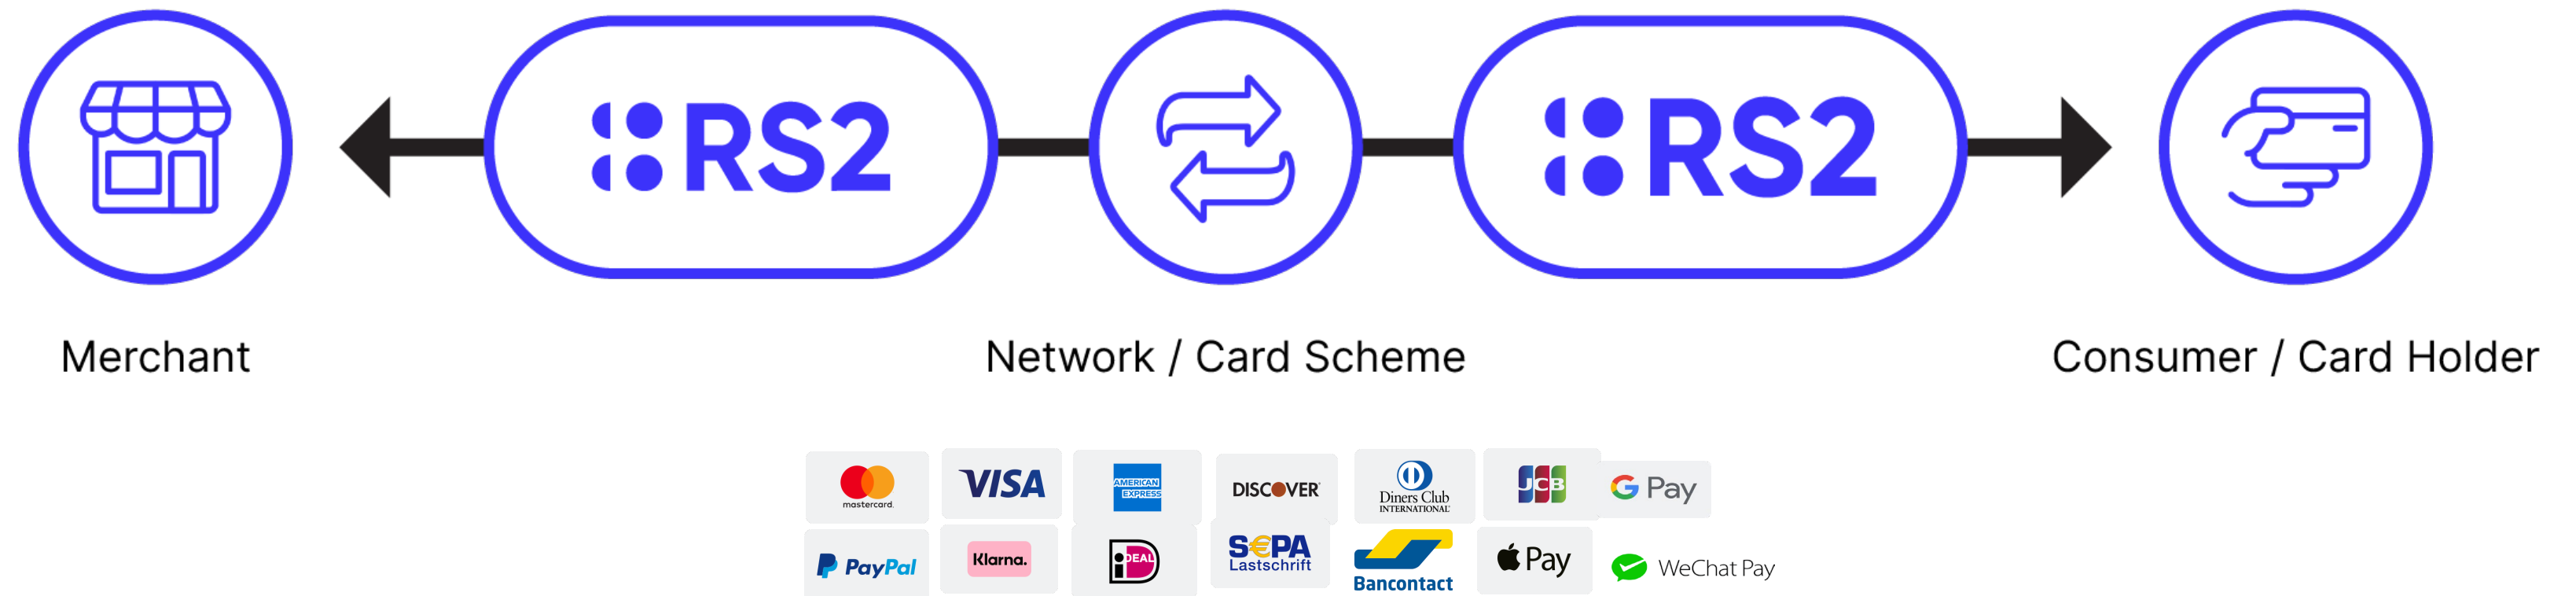 RS2
RS2
Merchant
Network / Card Scheme
Consumer / Card Holder
mastercard.
VISA
AMERICAN
EXPRESS
DISCOVER
Diners Club
INTERNATIONAL
JCB
G Pay
PayPal
Klarna.
iDEAL
S€PA
Lastschrift
Bancontact
Pay
WeChat Pay